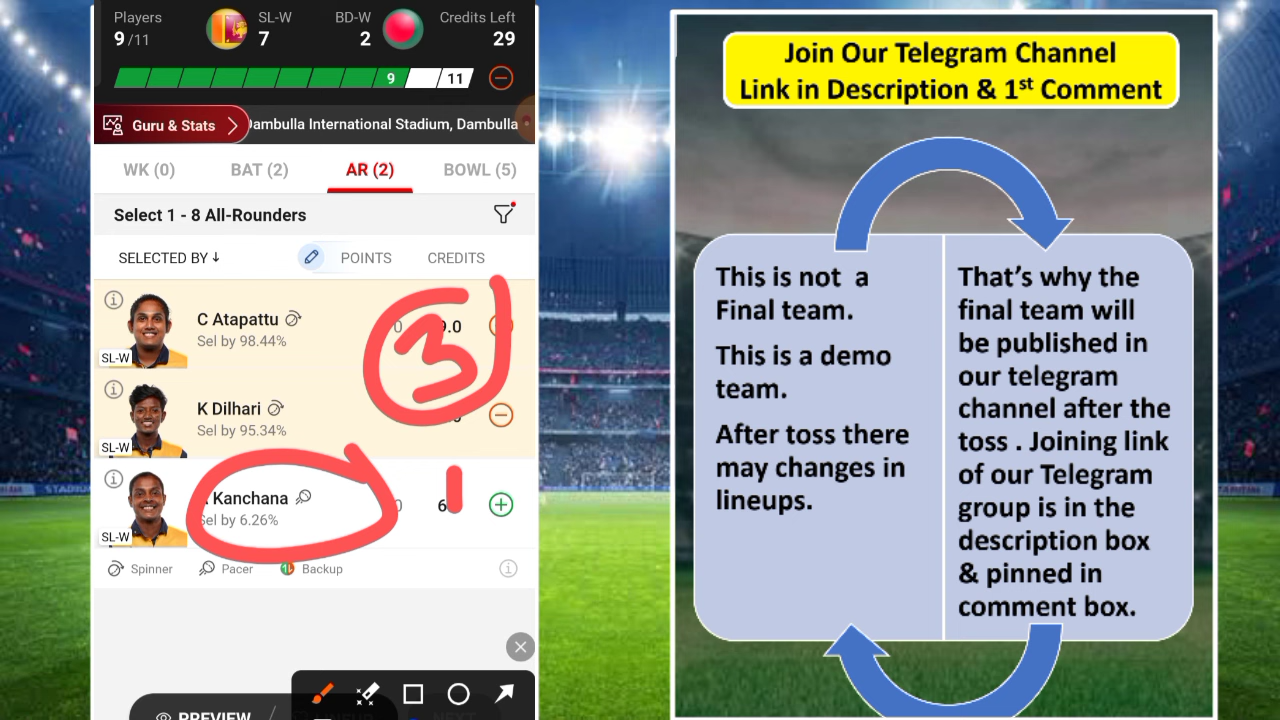 Players
SL-W
BD-W
Credits Left
9 /11
7
2
29
9
11
Guru & Stats
Dambulla International Stadium, Dambulla
WK (0)
BAT (2)
AR (2)
BOWL (5)
Select 1 - 8 All-Rounders
SELECTED BY ↓
POINTS
CREDITS
C Atapattu
Sel by 98.44%
SL-W
3
K Dilhari
Sel by 95.34%
SL-W
Kanchana
Sel by 6.26%
SL-W
Spinner
Pacer
Backup
PREVIEW
Join Our Telegram Channel
Link in Description & 1st Comment
This is not a
Final team.
This is a demo
team.
After toss there
may changes in
lineups.
That's why the
final team will
be published in
our telegram
channel after the
toss . Joining link
of our Telegram
group is in the
description box
& pinned in
comment box.